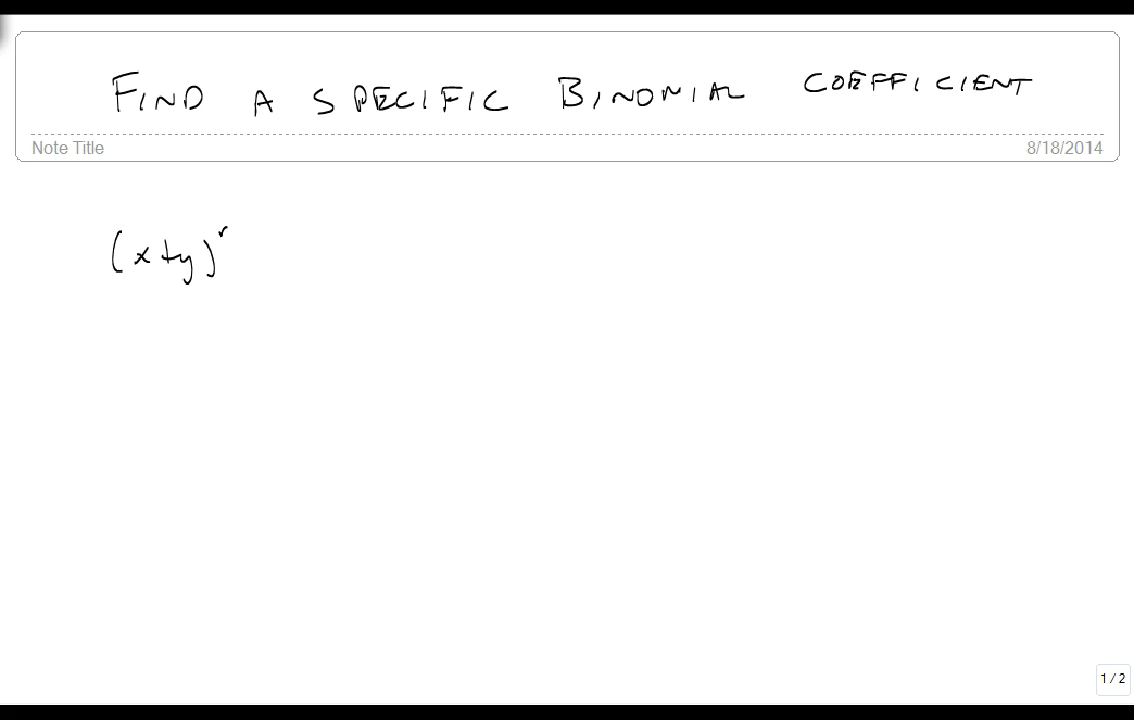 FIND A SPECIFIC BINOMIAL COEFFICIENT
Note Title
8/18/2014
(x+y)^r
1/2